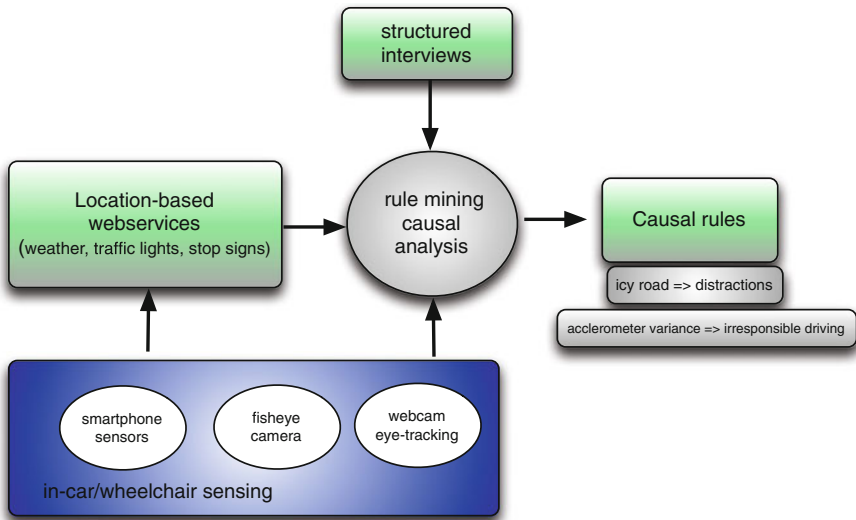 structured
interviews
Location-based
webservices
(weather, traffic lights, stop signs)
rule mining
causal
analysis
Causal rules
icy road => distractions
acclerometer variance => irresponsible driving
smartphone
sensors
fisheye
camera
webcam
eye-tracking
in-car/wheelchair sensing